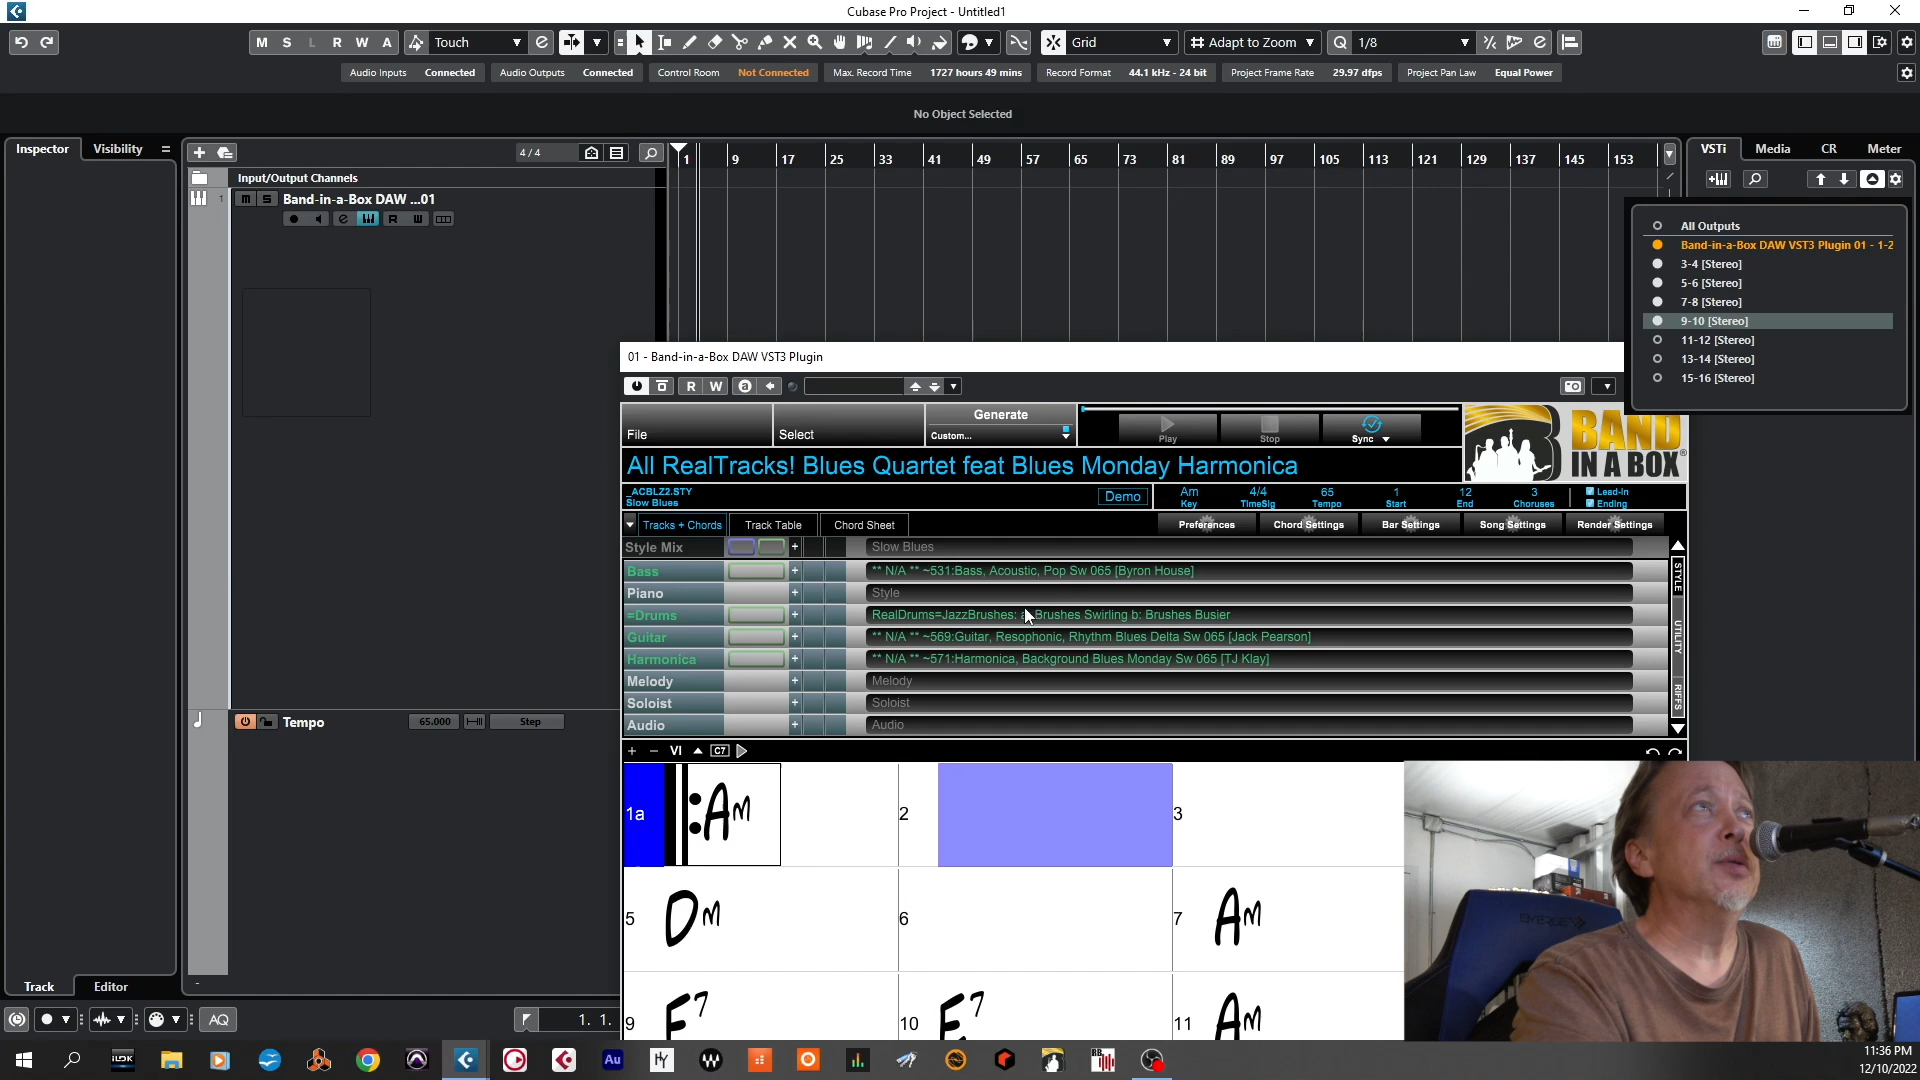 Cubase Pro Project - Untitled1
M S L R W A Touch Grid Adapt to Zoom Q 1/8
Audio Inputs Connected Audio Outputs Connected Control Room Not Connected Max. Record Time 1727 hours 49 mins Record Format 44.1 kHz - 24 bit Project Frame Rate 29.97 dfps Project Pan Law Equal Power
No Object Selected
Inspector Visibility
4/4
1 9 17 25 33 41 49 57 65 73 81 89 97 105 113 121 129 137 145 153
VSTi Media CR Meter
Input/Output Channels
1 m S Band-in-a-Box DAW ...01
e R W
All Outputs
Band-in-a-Box DAW VST3 Plugin 01 - 1-2
3-4 [Stereo]
5-6 [Stereo]
7-8 [Stereo]
9-10 [Stereo]
11-12 [Stereo]
13-14 [Stereo]
15-16 [Stereo]
01 - Band-in-a-Box DAW VST3 Plugin
R W
File Select Generate
Custom...
Play Stop Sync
BAND IN A BOX®
All RealTracks! Blues Quartet feat Blues Monday Harmonica
_ACBLZ2.STY
Slow Blues
Demo
Am 4/4 65 1 12 3 Lead-In
Key TimeSig Tempo Start End Choruses Ending
Tracks + Chords Track Table Chord Sheet Preferences Chord Settings Bar Settings Song Settings Render Settings
Style Mix + Slow Blues
Bass + ** N/A ** ~531:Bass, Acoustic, Pop Sw 065 [Byron House]
Piano + Style
=Drums + RealDrums=JazzBrushes: a: Brushes Swirling b: Brushes Busier
Guitar + ** N/A ** ~569:Guitar, Resophonic, Rhythm Blues Delta Sw 065 [Jack Pearson]
Harmonica + ** N/A ** ~571:Harmonica, Background Blues Monday Sw 065 [TJ Klay]
Melody + Melody
Soloist + Soloist
Audio + Audio
STYLE
UTILITY
RIFFS
Tempo 65.000 Step
+ - VI C7
1a Am 2 3
5 Dm 6 7 Am
9 E7 10 E7 11 Am
Track Editor
AQ
1. 1.
Au
HY
11:36 PM
12/10/2022